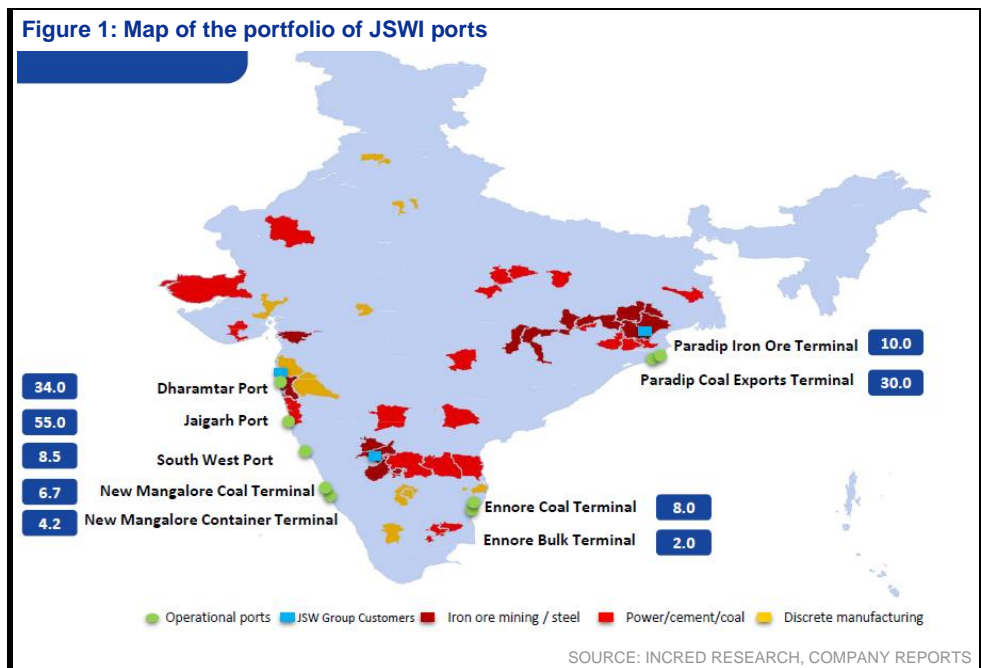 Figure 1: Map of the portfolio of JSWI ports
Paradip Iron Ore Terminal 10.0
Paradip Coal Exports Terminal 30.0
34.0 Dharamtar Port
55.0 Jaigarh Port
8.5 South West Port
6.7 New Mangalore Coal Terminal
4.2 New Mangalore Container Terminal
Ennore Coal Terminal 8.0
Ennore Bulk Terminal 2.0
Operational ports JSW Group Customers Iron ore mining / steel Power/cement/coal Discrete manufacturing
SOURCE: INCRED RESEARCH, COMPANY REPORTS